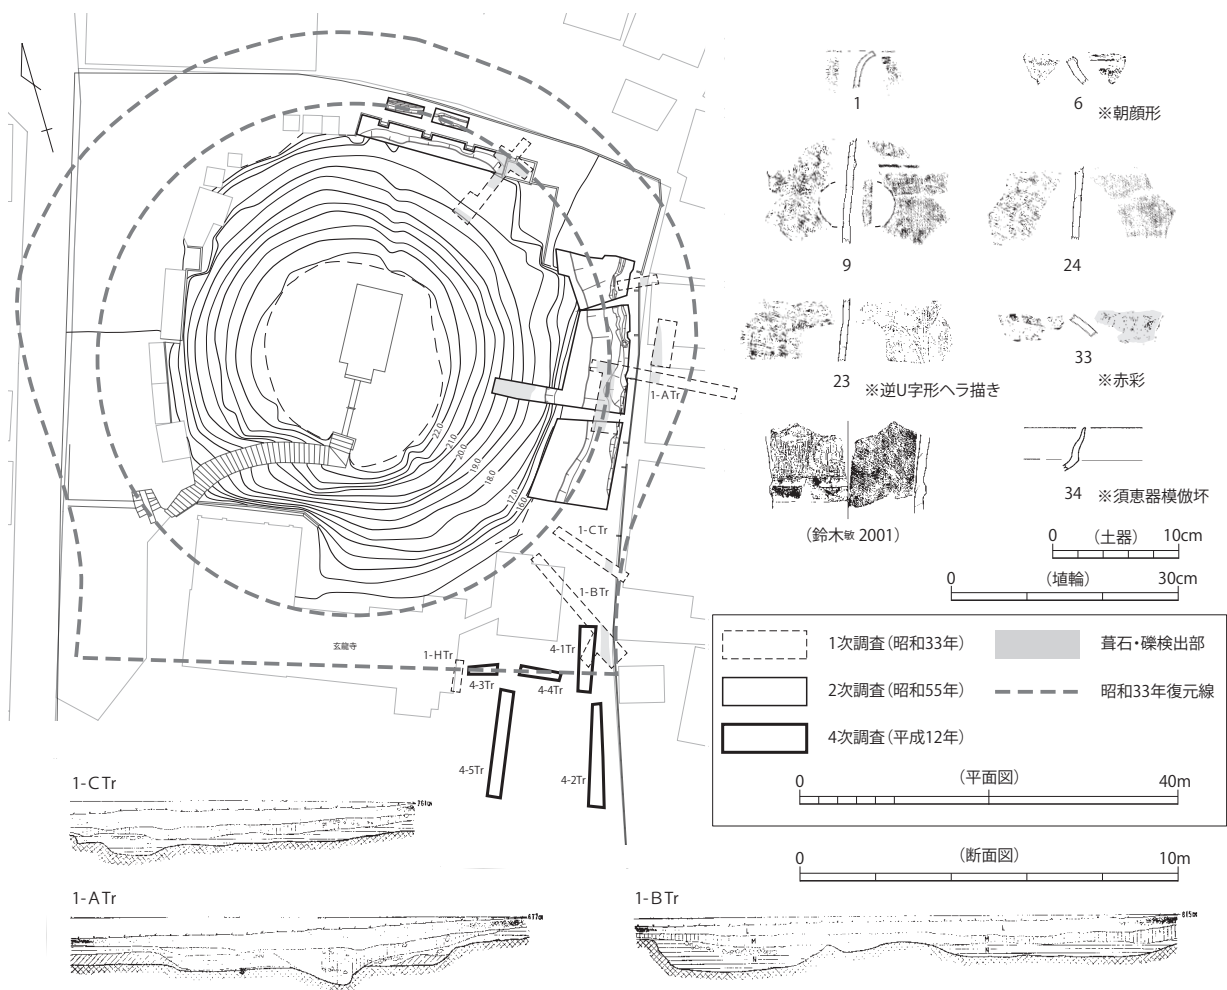 1
6
※朝顔形
9
24
23
※逆U字形ヘラ描き
33
※赤彩
34
※須恵器模倣坏
(鈴木敏 2001)
0
(土器)
10cm
0
(埴輪)
30cm
22.0
21.0
20.0
19.0
18.0
17.0
16.0
1-ATr
1-CTr
1-BTr
玄龍寺
1-HTr
4-1Tr
4-3Tr
4-4Tr
4-5Tr
4-2Tr
1次調査(昭和33年)
葺石・礫検出部
2次調査(昭和55年)
昭和33年復元線
4次調査(平成12年)
0
(平面図)
40m
0
(断面図)
10m
1-CTr
1-ATr
677cm
1-BTr
815cm
L
L
M
M
N
N